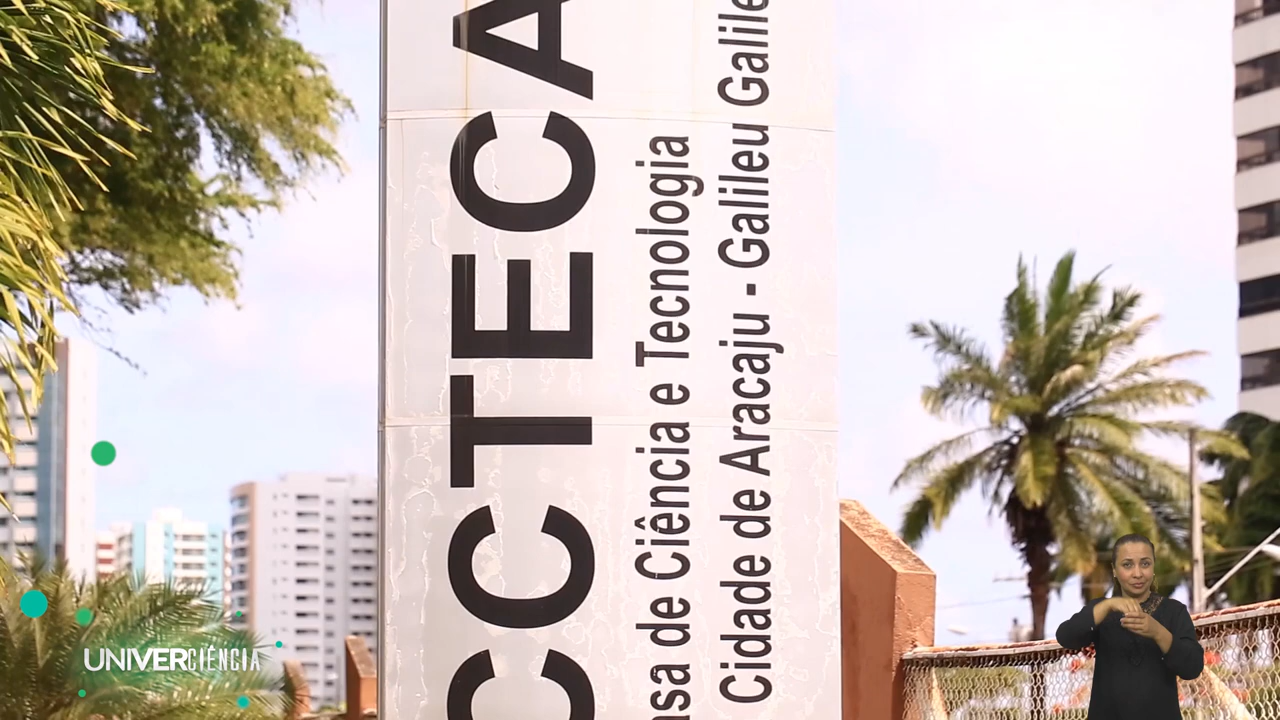 CCTECA
asa de Ciência e Tecnologia
Cidade de Aracaju - Galileu Galile
UNIVERCIÊNCIA